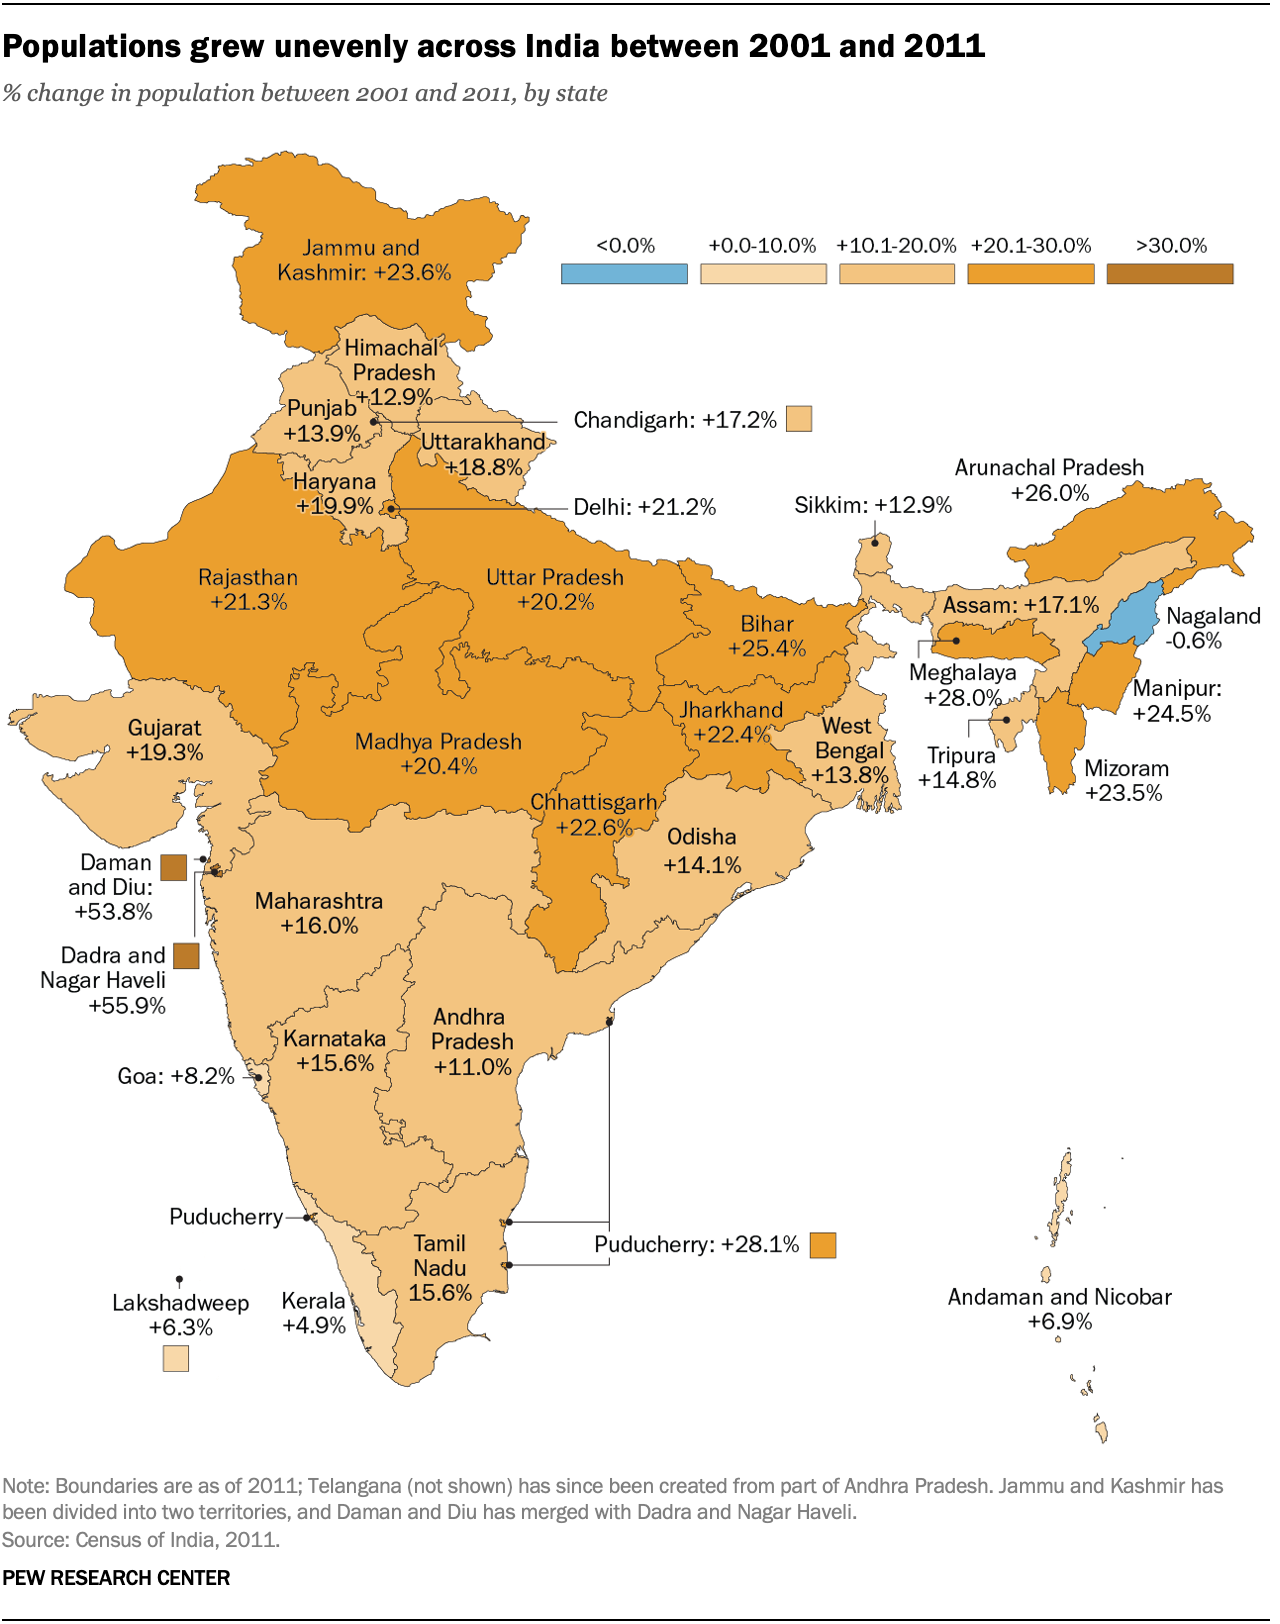 Populations grew unevenly across India between 2001 and 2011
% change in population between 2001 and 2011, by state
<0.0%
+0.0-10.0%
+10.1-20.0%
+20.1-30.0%
>30.0%
Jammu and
Kashmir: +23.6%
Himachal
Pradesh
+12.9%
Punjab
+13.9%
Chandigarh: +17.2%
Uttarakhand
+18.8%
Haryana
+19.9%
Delhi: +21.2%
Arunachal Pradesh
+26.0%
Sikkim: +12.9%
Rajasthan
+21.3%
Uttar Pradesh
+20.2%
Bihar
+25.4%
Assam: +17.1%
Nagaland
-0.6%
Meghalaya
+28.0%
Manipur:
+24.5%
Gujarat
+19.3%
Madhya Pradesh
+20.4%
Jharkhand
+22.4%
West
Bengal
+13.8%
Tripura
+14.8%
Mizoram
+23.5%
Chhattisgarh
+22.6%
Odisha
+14.1%
Daman
and Diu:
+53.8%
Maharashtra
+16.0%
Dadra and
Nagar Haveli
+55.9%
Karnataka
+15.6%
Andhra
Pradesh
+11.0%
Goa: +8.2%
Puducherry
Puducherry: +28.1%
Tamil
Nadu
15.6%
Lakshadweep
+6.3%
Kerala
+4.9%
Andaman and Nicobar
+6.9%
Note: Boundaries are as of 2011; Telangana (not shown) has since been created from part of Andhra Pradesh. Jammu and Kashmir has
been divided into two territories, and Daman and Diu has merged with Dadra and Nagar Haveli.
Source: Census of India, 2011.
PEW RESEARCH CENTER